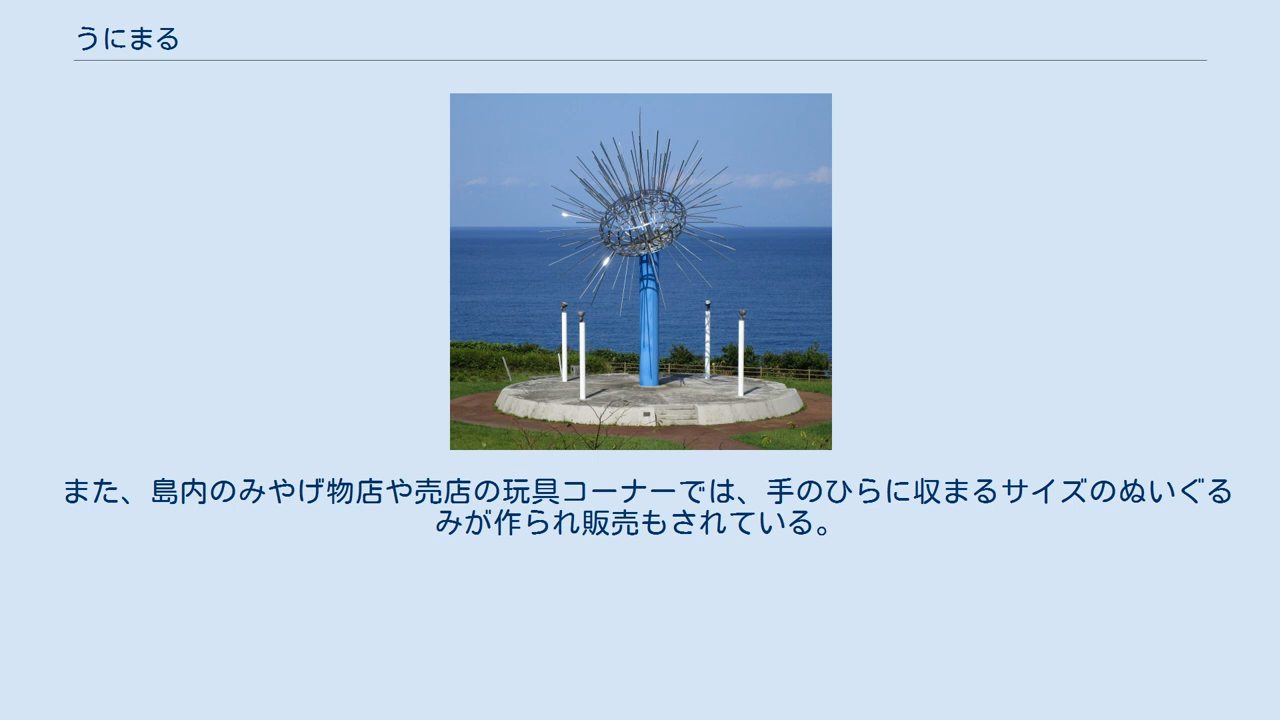 うにまる
また、島内のみやげ物店や売店の玩具コーナーでは、手のひらに収まるサイズのぬいぐる
みが作られ販売もされている。